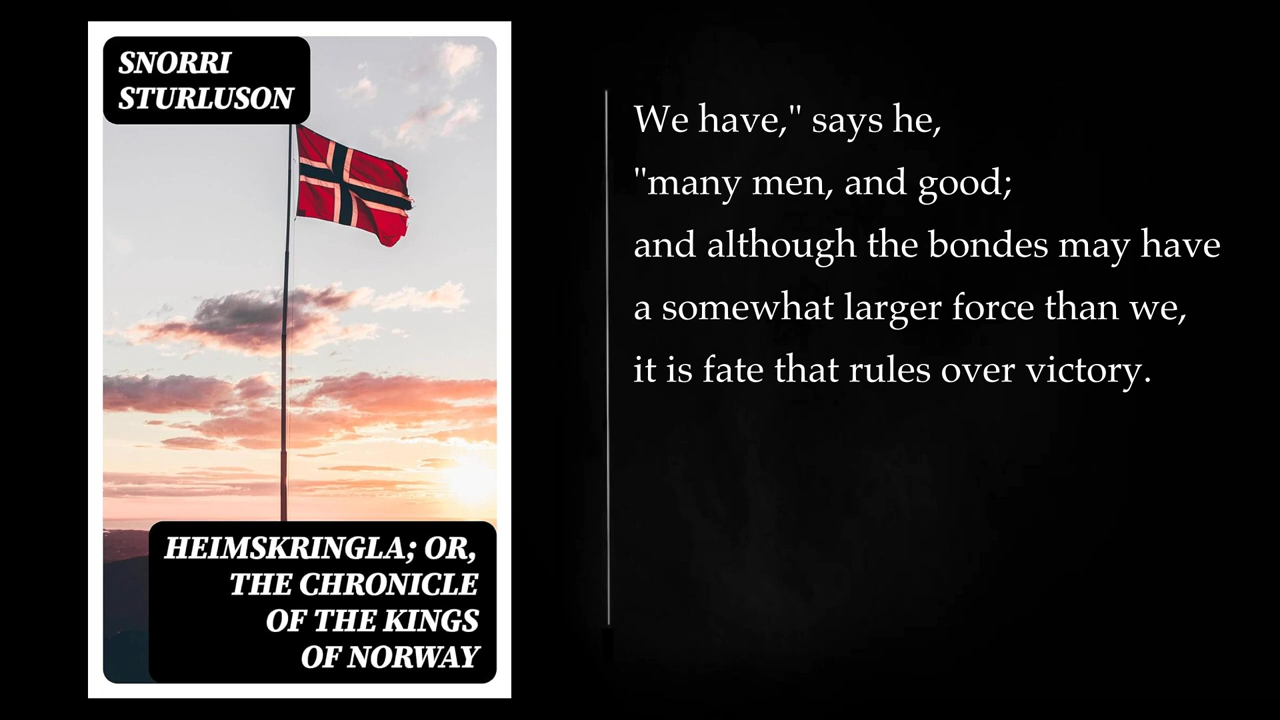 SNORRI
STURLUSON
HEIMSKRINGLA; OR,
THE CHRONICLE
OF THE KINGS
OF NORWAY
We have," says he,
"many men, and good;
and although the bondes may have
a somewhat larger force than we,
it is fate that rules over victory.